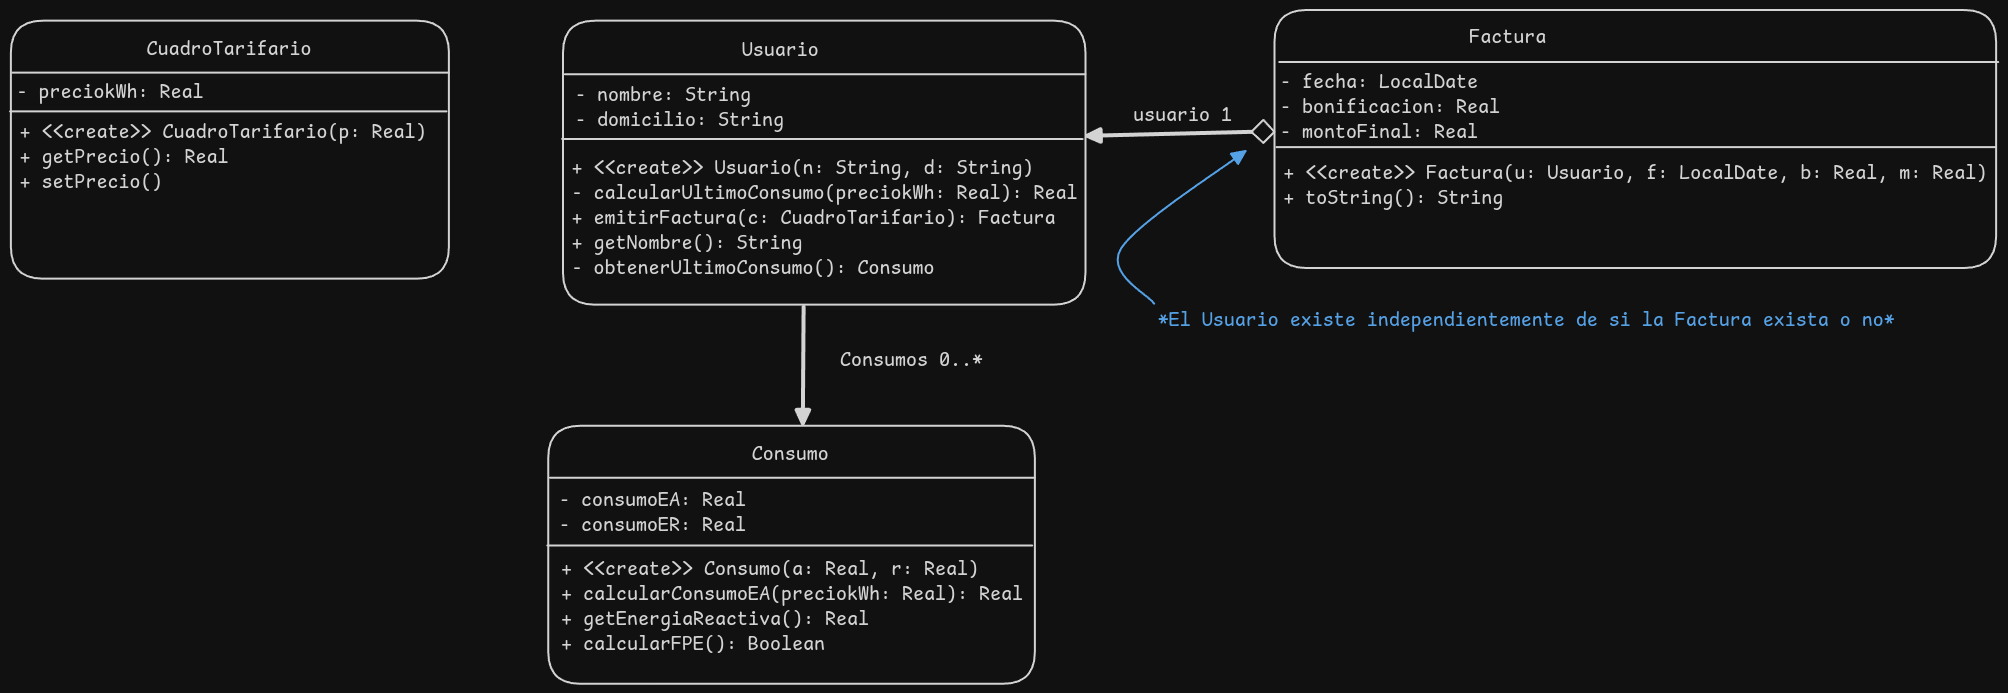 CuadroTarifario
- preciokWh: Real
+ <<create>> CuadroTarifario(p: Real)
+ getPrecio(): Real
+ setPrecio()
Usuario
- nombre: String
- domicilio: String
+ <<create>> Usuario(n: String, d: String)
- calcularUltimoConsumo(preciokWh: Real): Real
+ emitirFactura(c: CuadroTarifario): Factura
+ getNombre(): String
- obtenerUltimoConsumo(): Consumo
usuario 1
Factura
- fecha: LocalDate
- bonificacion: Real
- montoFinal: Real
+ <<create>> Factura(u: Usuario, f: LocalDate, b: Real, m: Real)
+ toString(): String
*El Usuario existe independientemente de si la Factura exista o no*
Consumos 0..*
Consumo
- consumoEA: Real
- consumoER: Real
+ <<create>> Consumo(a: Real, r: Real)
+ calcularConsumoEA(preciokWh: Real): Real
+ getEnergiaReactiva(): Real
+ calcularFPE(): Boolean